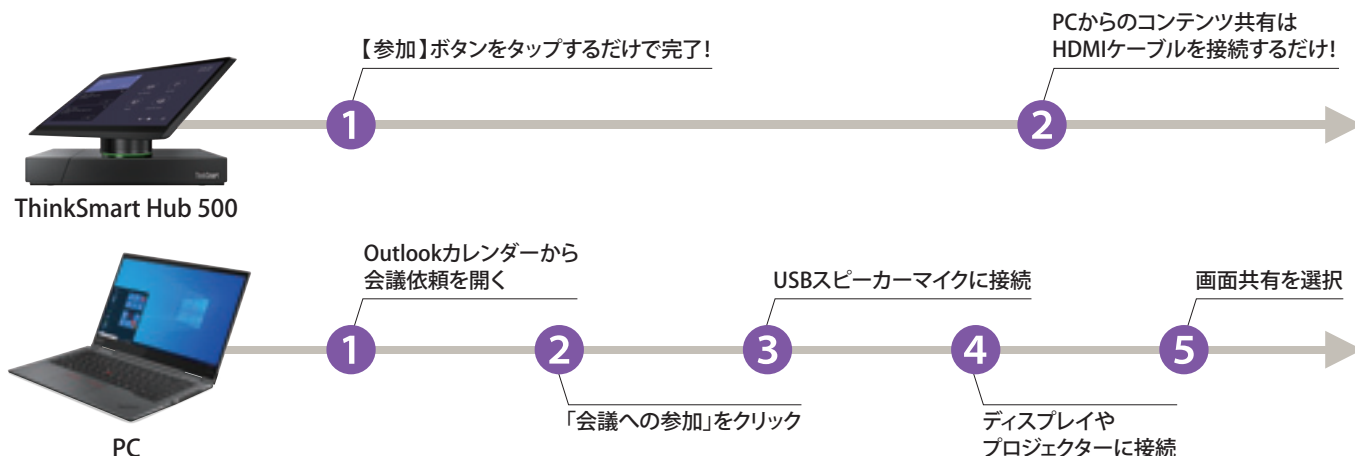 【参加】ボタンをタップするだけで完了!
PCからのコンテンツ共有は
HDMIケーブルを接続するだけ!
1
2
ThinkSmart
ThinkSmart Hub 500
Outlookカレンダーから
会議依頼を開く
USBスピーカーマイクに接続
画面共有を選択
1
2
3
4
5
「会議への参加」をクリック
ディスプレイや
プロジェクターに接続
PC